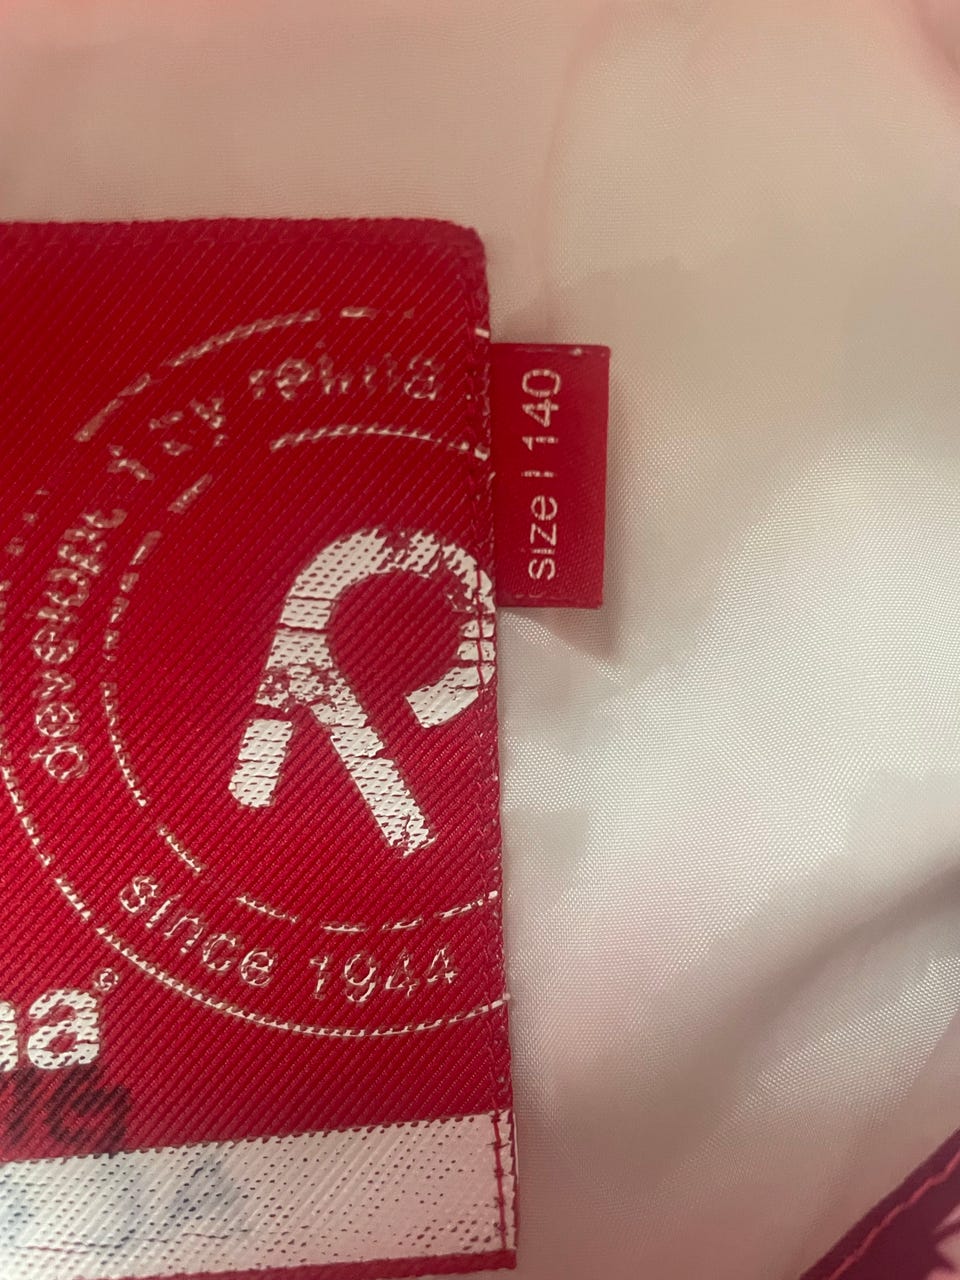 developed by reima
since 1944
R
size | 140